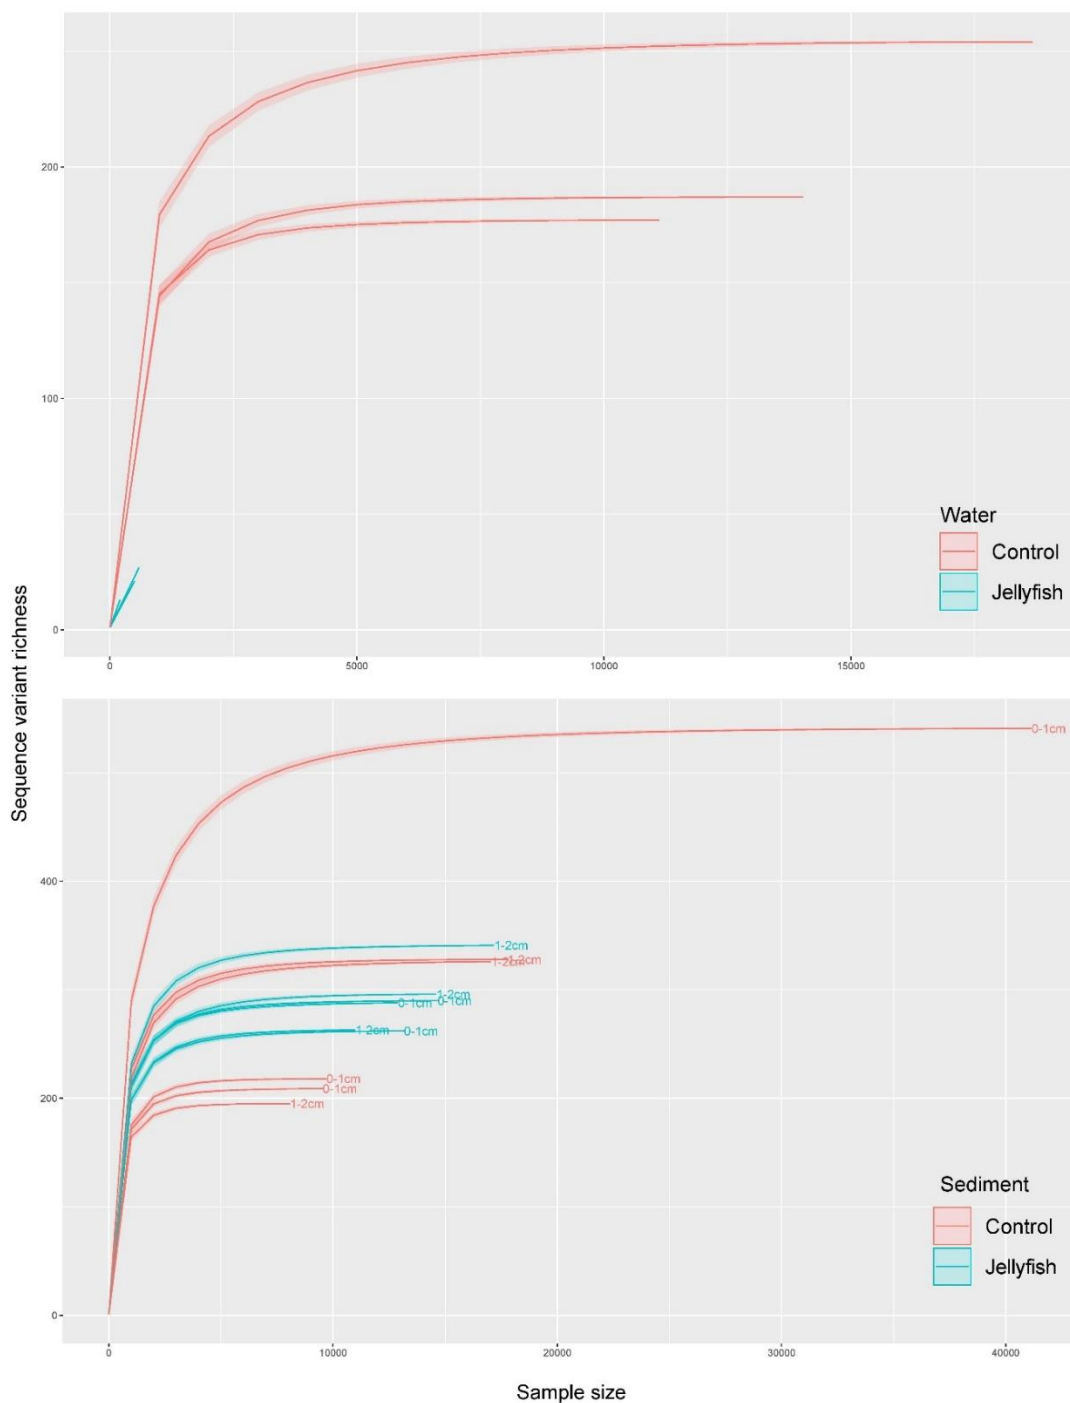 Sequence variant richness
200
100
0
Water
Control
Jellyfish
0
5000
10000
15000
0-1cm
400
1-2cm
1-2cm
1-2cm
1-2cm
0-1cm
0-1cm
1-2cm
0-1cm
0-1cm
200
0-1cm
1-2cm
Sediment
Control
Jellyfish
0
0
10000
20000
30000
40000
Sample size